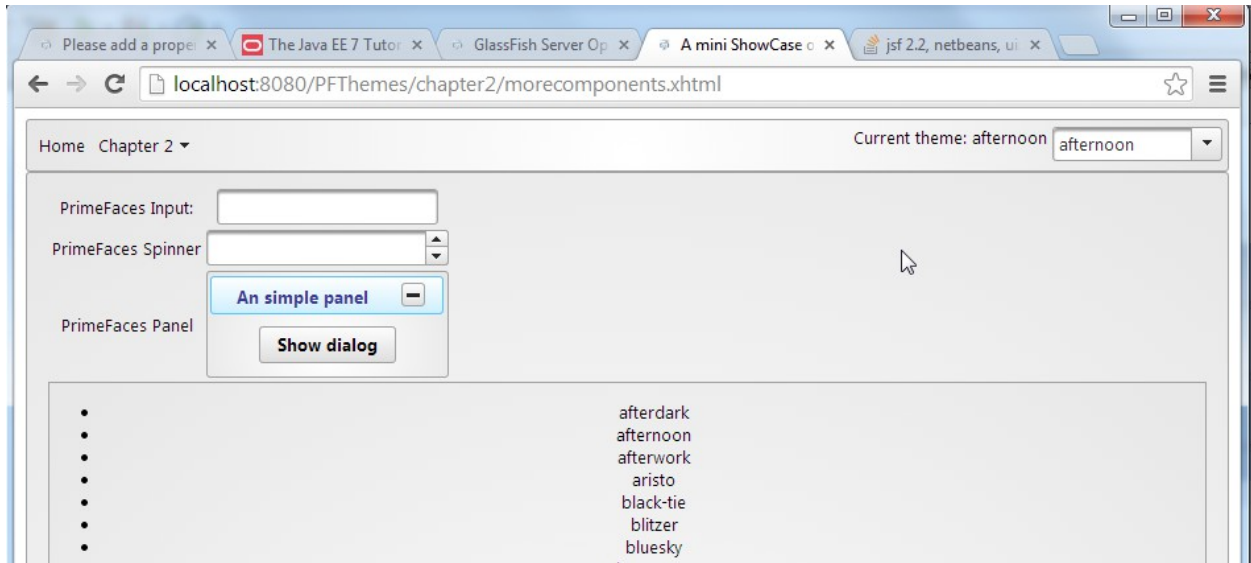 Please add a prope
The Java EE 7 Tutor
GlassFish Server Op
A mini ShowCase o
jsf 2.2, netbeans, ui
localhost:8080/PFThemes/chapter2/morecomponents.xhtml
Home Chapter 2
Current theme: afternoon afternoon
PrimeFaces Input:
PrimeFaces Spinner
An simple panel
PrimeFaces Panel
Show dialog
afterdark
afternoon
afterwork
aristo
black-tie
blitzer
bluesky